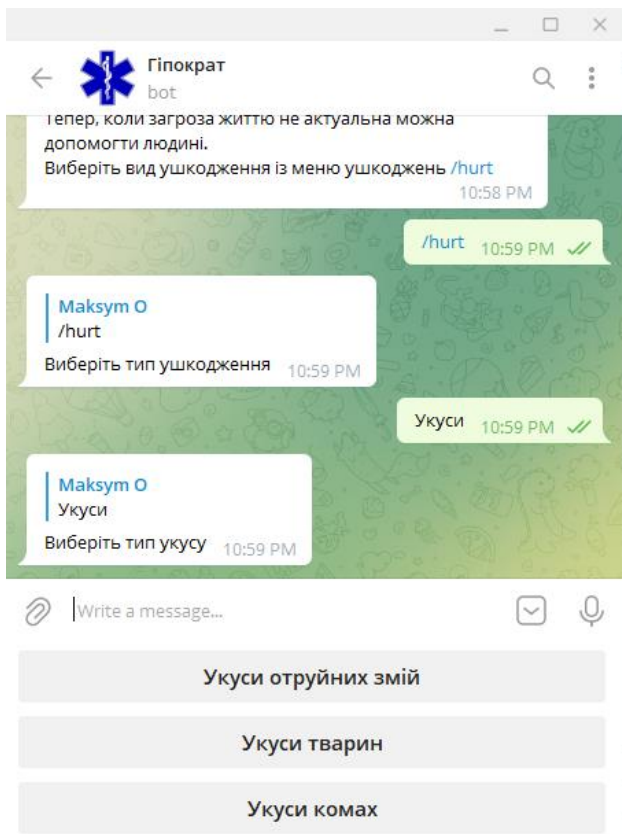 Гіпократ
bot
Тепер, коли загроза життю не актуальна можна
допомогти людині.
Виберіть вид ушкодження із меню ушкоджень /hurt
10:58 PM
/hurt 10:59 PM
Maksym O
/hurt
Виберіть тип ушкодження 10:59 PM
Укуси 10:59 PM
Maksym O
Укуси
Виберіть тип укусу 10:59 PM
Write a message...
Укуси отруйних змій
Укуси тварин
Укуси комах